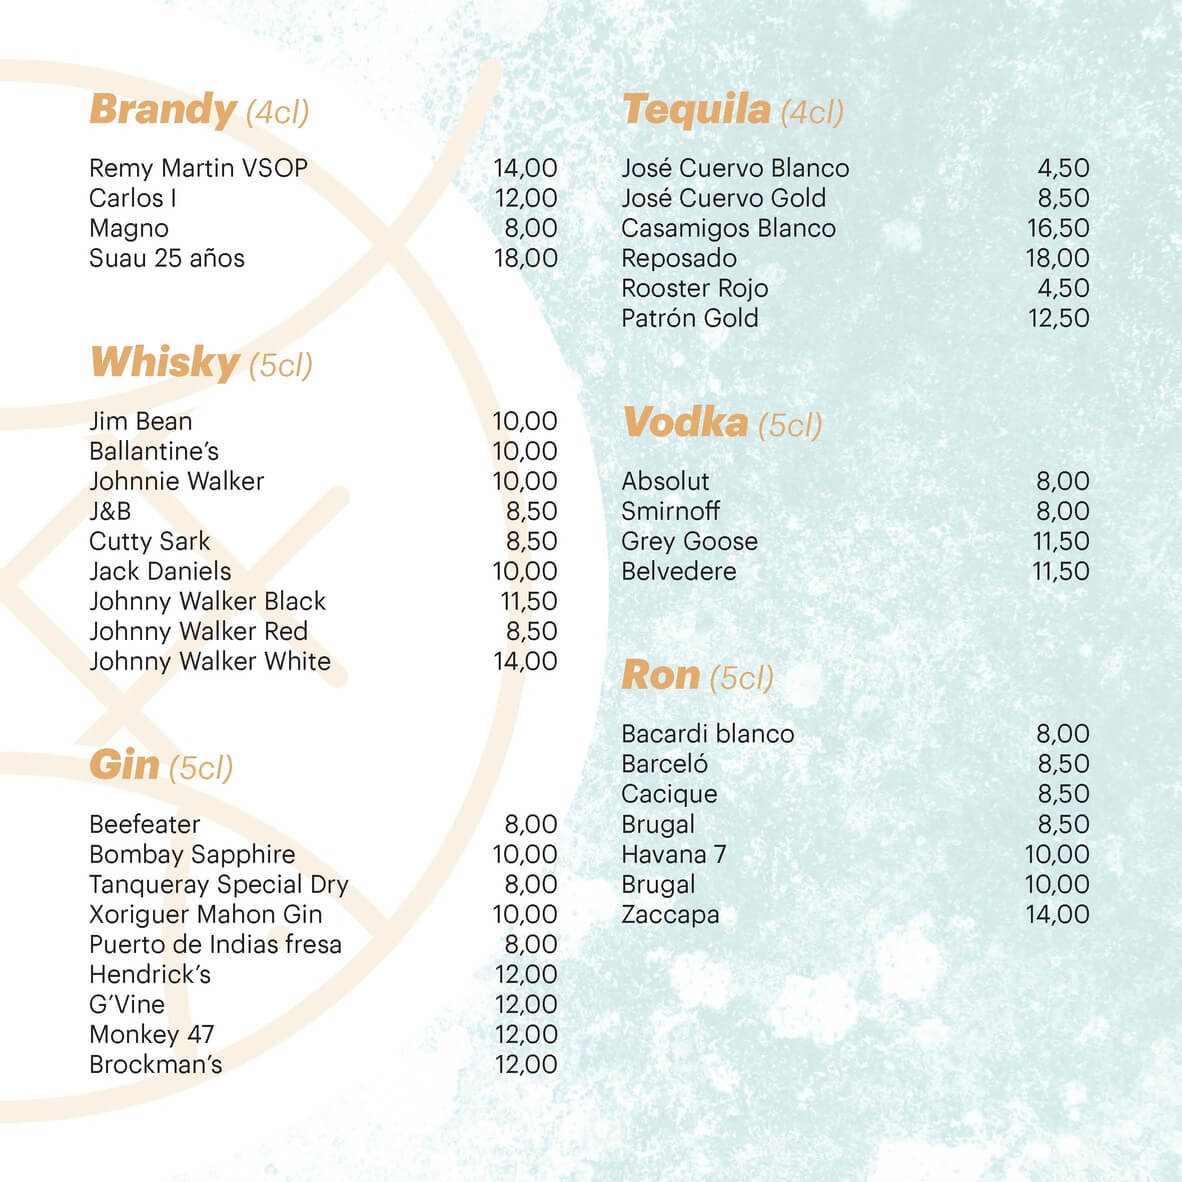 Brandy (4cl)
Remy Martin VSOP 14,00
Carlos I 12,00
Magno 8,00
Suau 25 años 18,00
Whisky (5cl)
Jim Bean 10,00
Ballantine’s 10,00
Johnnie Walker 10,00
J&B 8,50
Cutty Sark 8,50
Jack Daniels 10,00
Johnny Walker Black 11,50
Johnny Walker Red 8,50
Johnny Walker White 14,00
Gin (5cl)
Beefeater 8,00
Bombay Sapphire 10,00
Tanqueray Special Dry 8,00
Xoriguer Mahon Gin 10,00
Puerto de Indias fresa 8,00
Hendrick’s 12,00
G’Vine 12,00
Monkey 47 12,00
Brockman’s 12,00
Tequila (4cl)
José Cuervo Blanco 4,50
José Cuervo Gold 8,50
Casamigos Blanco 16,50
Reposado 18,00
Rooster Rojo 4,50
Patrón Gold 12,50
Vodka (5cl)
Absolut 8,00
Smirnoff 8,00
Grey Goose 11,50
Belvedere 11,50
Ron (5cl)
Bacardi blanco 8,00
Barceló 8,50
Cacique 8,50
Brugal 8,50
Havana 7 10,00
Brugal 10,00
Zaccapa 14,00